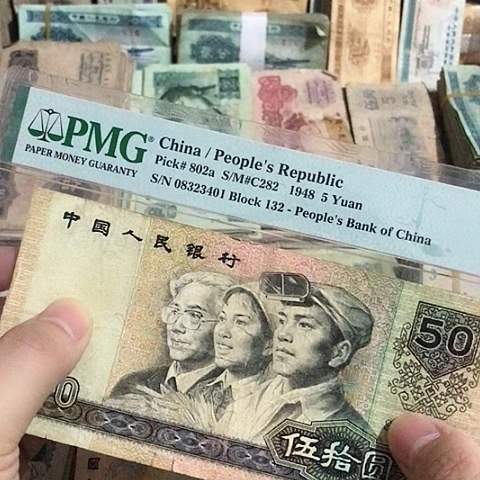 PMG®
PAPER MONEY GUARANTY
China / People's Republic
Pick# 802a S/M#C282 1948 5 Yuan
S/N 08323401 Block 132 - People's Bank of China
中国人民银行
50
伍拾圆